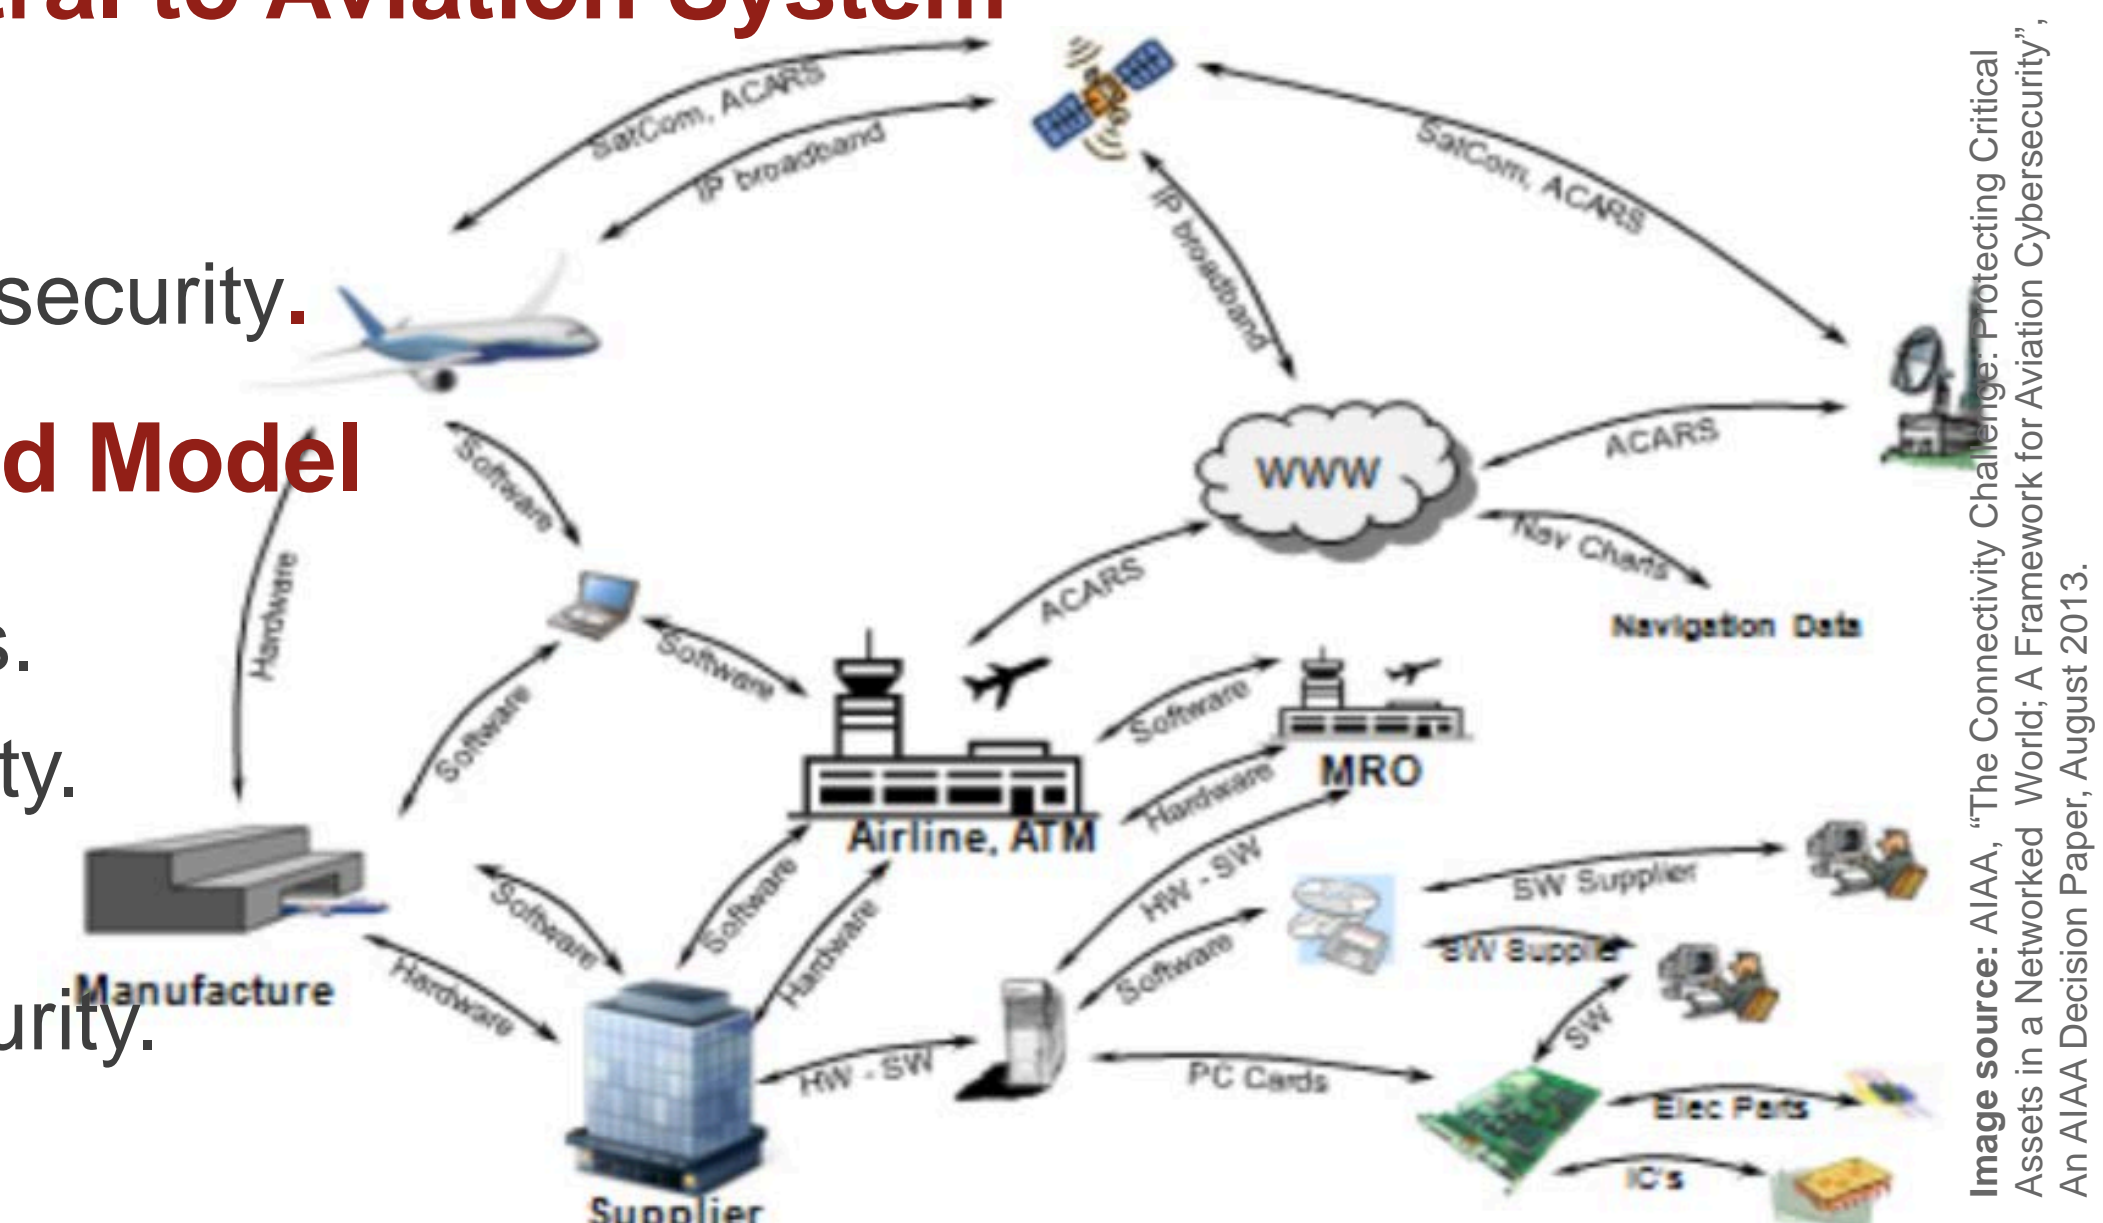 ral to Aviation System
SatCom, ACARS
IP broadband
SatCom, ACARS
IP broadband
security.
d Model
Software
Hardware
WWW
ACARS
Nav Charts
ACARS
Navigation Data
s.
Software
Software
Software
Hardware
MRO
ty.
Airline, ATM
HW - SW
SW Supplier
SW Supplier
Software
Software
Hardware
Software
Manufacture
Hardware
urity.
SW
HW - SW
PC Cards
Elec Parts
IC's
Supplier
Image source: AIAA, “The Connectivity Challenge: Protecting Critical
Assets in a Networked World; A Framework for Aviation Cybersecurity”,
An AIAA Decision Paper, August 2013.